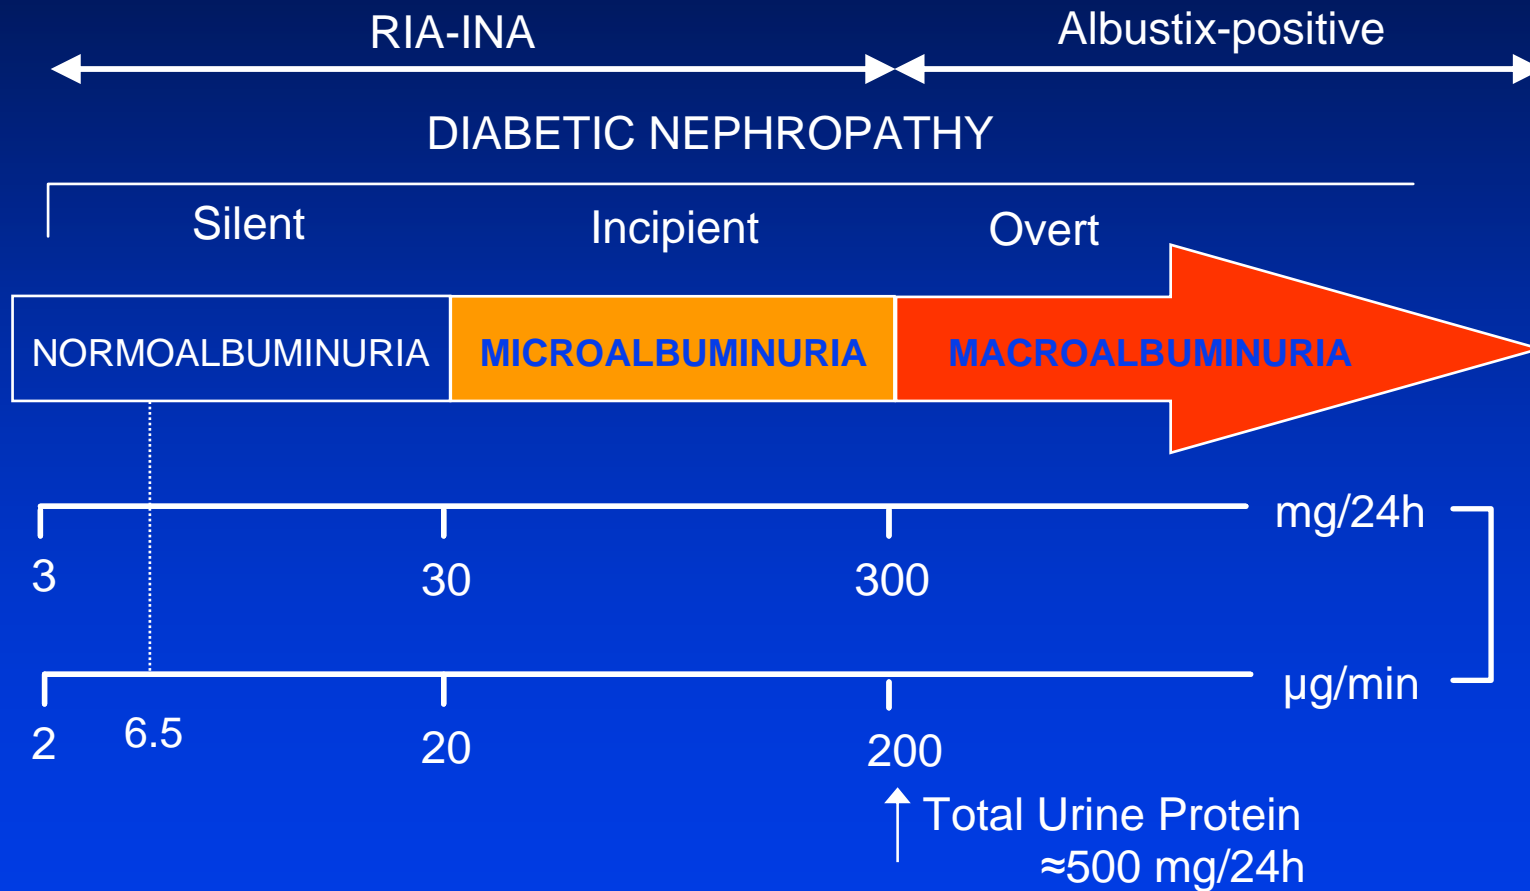 RIA-INA
Albustix-positive
DIABETIC NEPHROPATHY
Silent
Incipient
Overt
NORMOALBUMINURIA
MICROALBUMINURIA
MACROALBUMINURIA
mg/24h
3
30
300
µg/min
2
6.5
20
200
Total Urine Protein
≈500 mg/24h